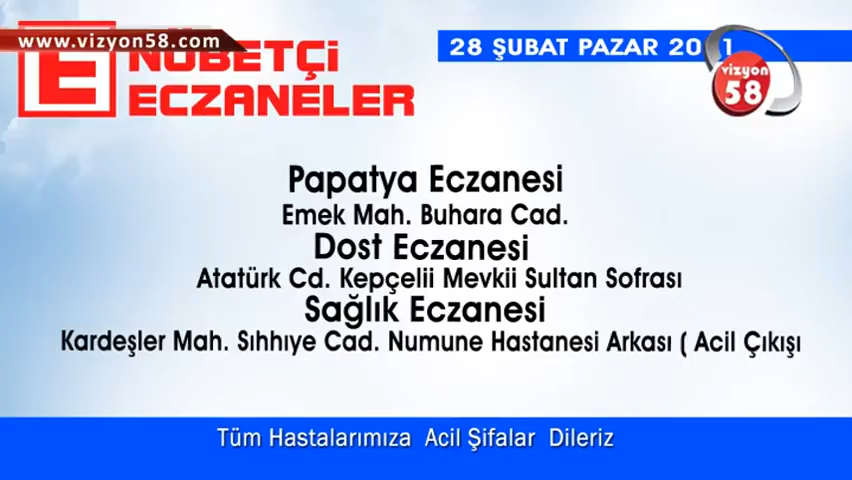 www.vizyon58.com
E
NÖBETÇİ
ECZANELER
28 ŞUBAT PAZAR
vizyon
58
Papatya Eczanesi
Emek Mah. Buhara Cad.
Dost Eczanesi
Atatürk Cd. Kepçelii Mevkii Sultan Sofrası
Sağlık Eczanesi
Kardeşler Mah. Sıhhıye Cad. Numune Hastanesi Arkası ( Acil Çıkışı
Tüm Hastalarımıza Acil Şifalar Dileriz